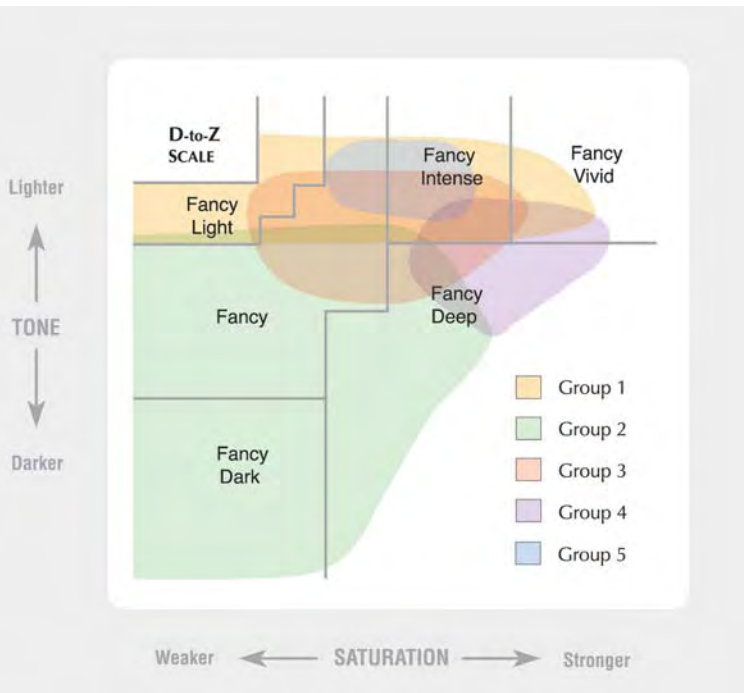 D-to-Z
SCALE
Fancy
Intense
Fancy
Vivid
Lighter
Fancy
Light
TONE
Fancy
Fancy
Deep
Group 1
Group 2
Darker
Fancy
Dark
Group 3
Group 4
Group 5
Weaker
SATURATION
Stronger